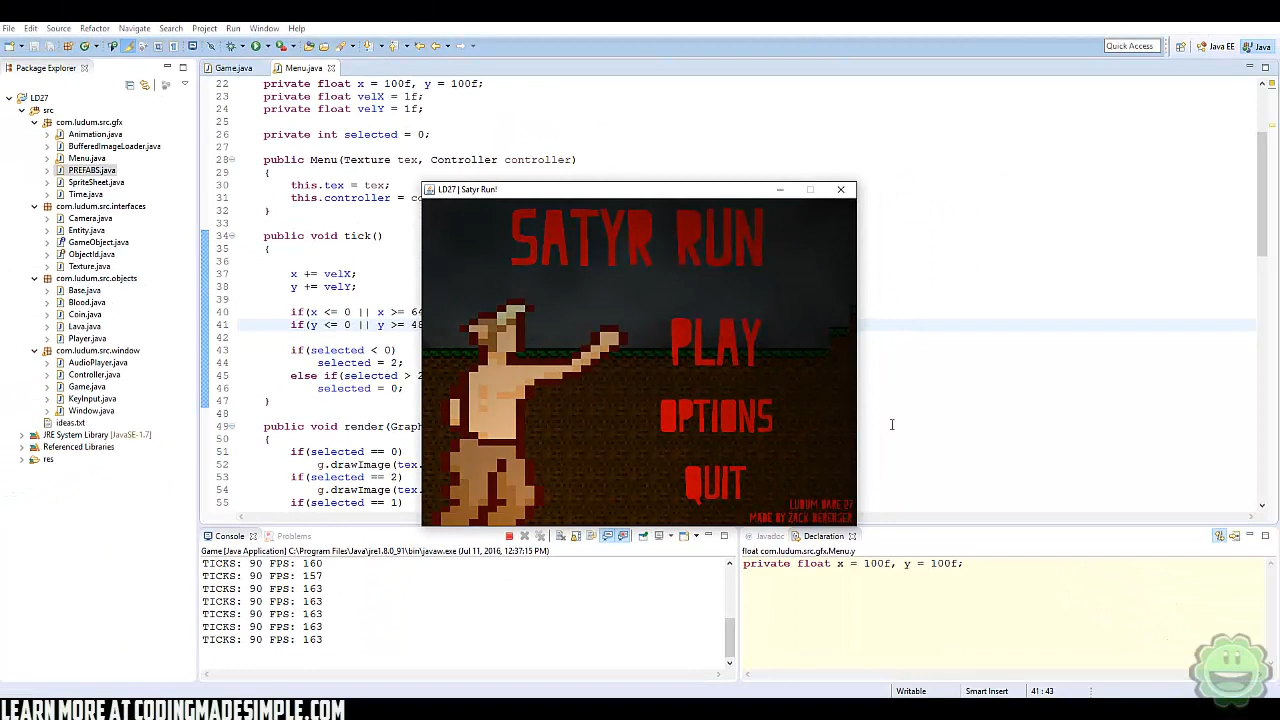 File Edit Source Refactor Navigate Search Project Run Window Help
Quick Access
Java EE
Java
Package Explorer
Game.java
Menu.java
LD27
src
com.ludum.src.gfx
Animation.java
BufferedImageLoader.java
Menu.java
PREFABS.java
SpriteSheet.java
Time.java
com.ludum.src.interfaces
Camera.java
Entity.java
GameObject.java
ObjectId.java
Texture.java
com.ludum.src.objects
Base.java
Blood.java
Coin.java
Lava.java
Player.java
com.ludum.src.window
AudioPlayer.java
Controller.java
Game.java
KeyInput.java
Window.java
ideas.txt
JRE System Library [JavaSE-1.7]
Referenced Libraries
res
22 private float x = 100f, y = 100f;
23 private float velX = 1f;
24 private float velY = 1f;
25
26 private int selected = 0;
27
28 public Menu(Texture tex, Controller controller)
29 {
30 this.tex = tex;
31 this.controller = co
32 }
33
34 public void tick()
35 {
36
37 x += velX;
38 y += velY;
39
40 if(x <= 0 || x >= 64
41 if(y <= 0 || y >= 48
42
43 if(selected < 0)
44 selected = 2;
45 else if(selected > 2
46 selected = 0;
47 }
48
49 public void render(Graph
50 {
51 if(selected == 0)
52 g.drawImage(tex.
53 if(selected == 2)
54 g.drawImage(tex.
55 if(selected == 1)
LD27 | Satyr Run!
SATYR RUN
PLAY
OPTIONS
QUIT
LUDUM DARE 27
MADE BY ZACK BERENGER
Console
Problems
Game [Java Application] C:\Program Files\Java\jre1.8.0_91\bin\javaw.exe (Jul 11, 2016, 12:37:15 PM)
TICKS: 90 FPS: 160
TICKS: 90 FPS: 157
TICKS: 90 FPS: 163
TICKS: 90 FPS: 163
TICKS: 90 FPS: 163
TICKS: 90 FPS: 163
TICKS: 90 FPS: 163
Javadoc
Declaration
float com.ludum.src.gfx.Menu.y
private float x = 100f, y = 100f;
Writable
Smart Insert
41 : 43
LEARN MORE AT CODINGMADESIMPLE.COM